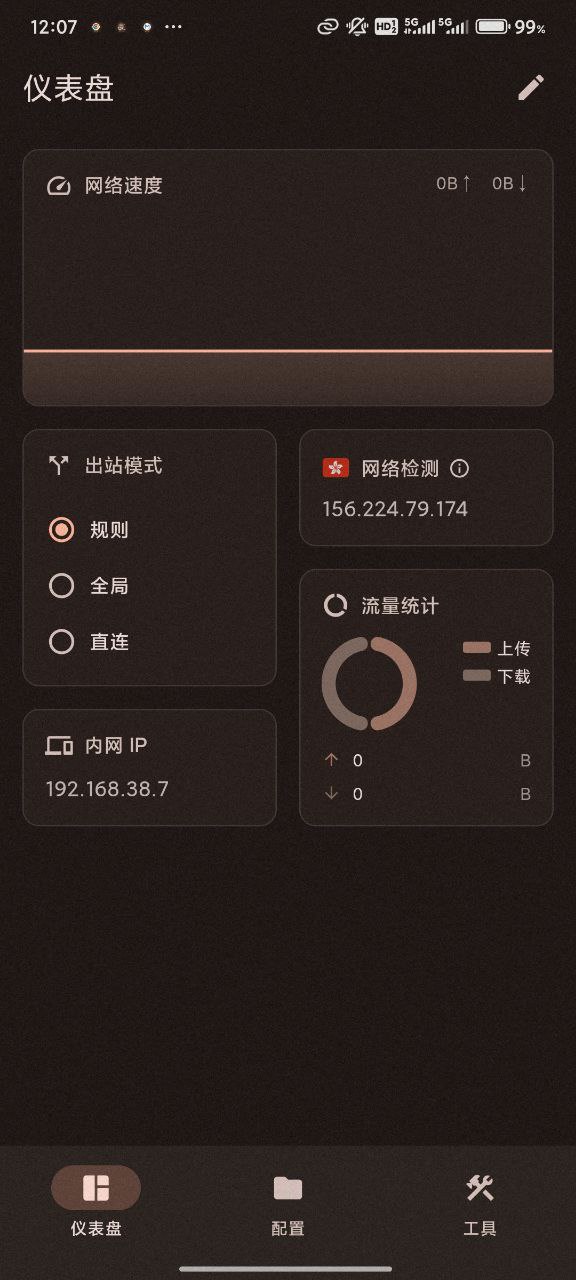 12:07 HD 1 2 5G 5G 99%
仪表盘
网络速度 0B↑ 0B↓
出站模式
规则
全局
直连
网络检测
156.224.79.174
流量统计
上传
下载
↑ 0 B
↓ 0 B
内网 IP
192.168.38.7
仪表盘 配置 工具